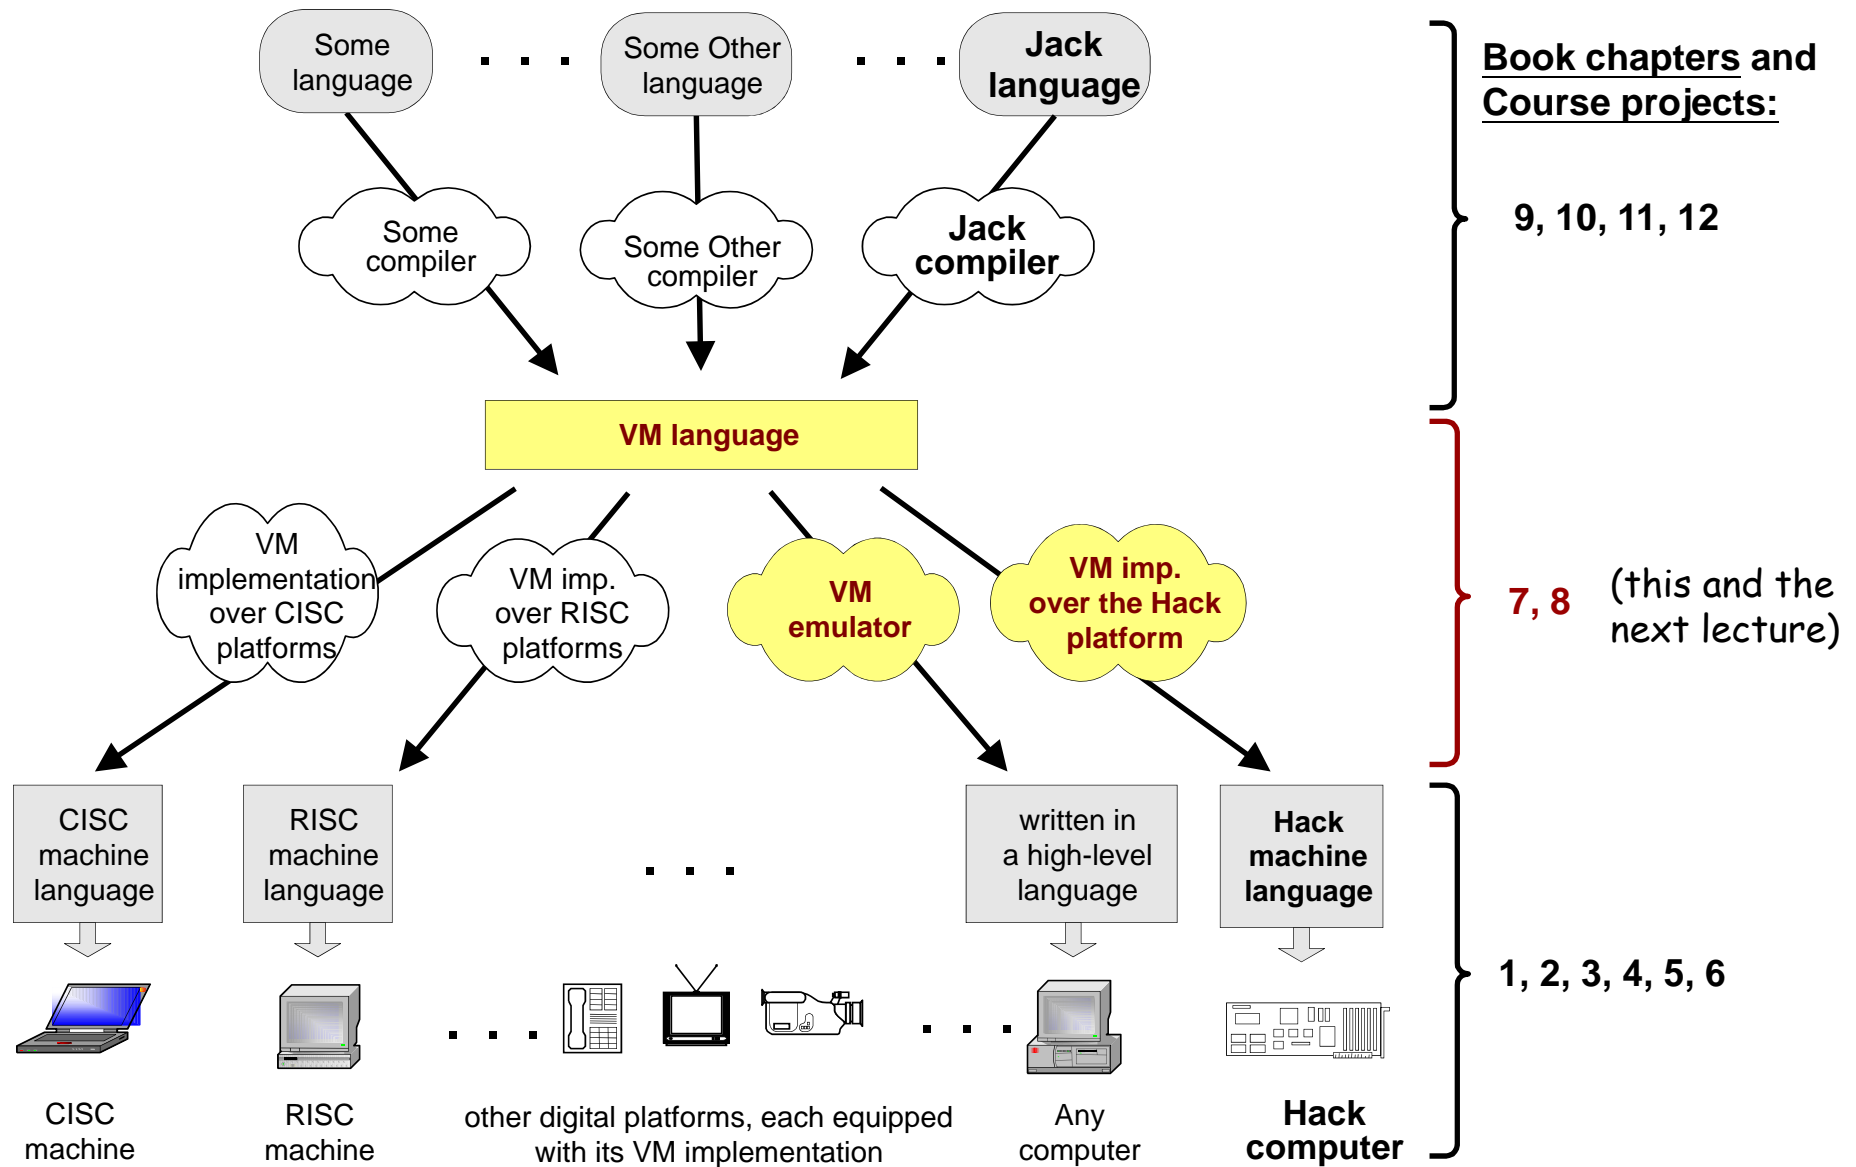 Some
language
. . .
Some Other
language
. . .
Jack
language
Book chapters and
Course projects:
Some
compiler
Some Other
compiler
Jack
compiler
9, 10, 11, 12
VM language
VM
implementation
over CISC
platforms
VM imp.
over RISC
platforms
VM
emulator
VM imp.
over the Hack
platform
7, 8
(this and the
next lecture)
CISC
machine
language
RISC
machine
language
. . .
written in
a high-level
language
Hack
machine
language
. . .
. . .
1, 2, 3, 4, 5, 6
CISC
machine
RISC
machine
other digital platforms, each equipped
with its VM implementation
Any
computer
Hack
computer